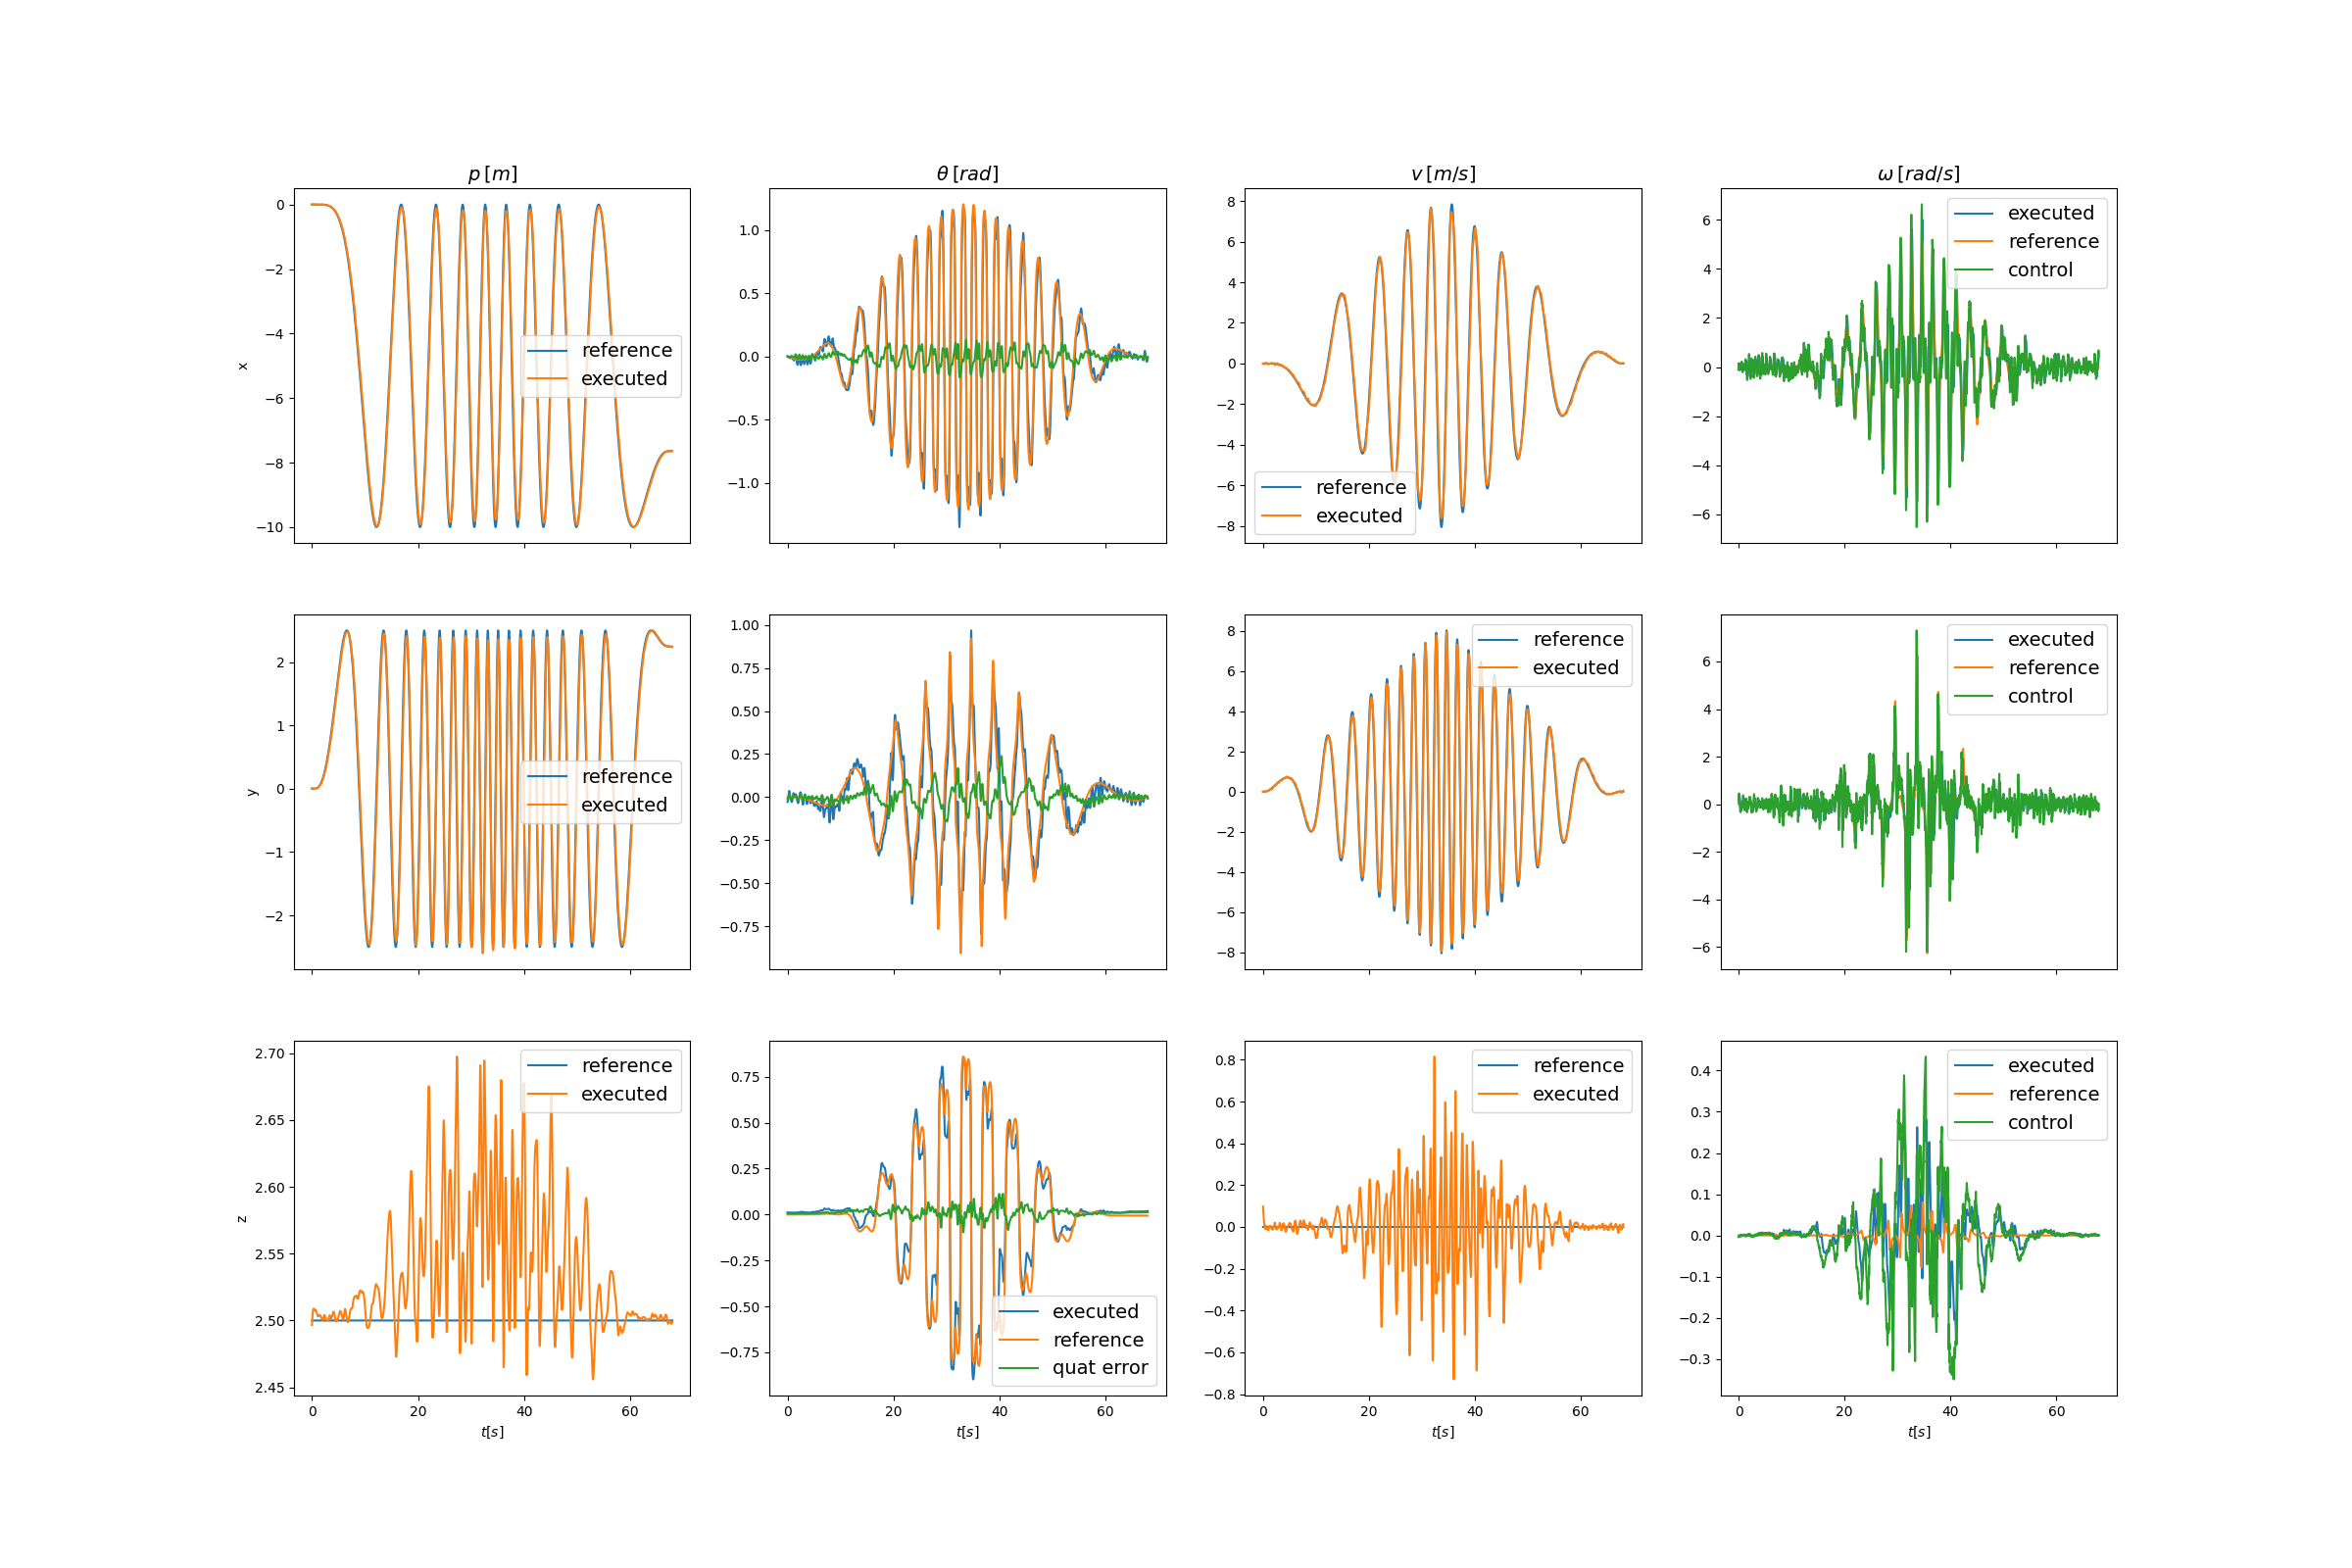 p [m]
θ [rad]
v [m/s]
ω [rad/s]
x
0
−2
−4
−6
−8
−10
reference
executed
1.0
0.5
0.0
−0.5
−1.0
8
6
4
2
0
−2
−4
−6
−8
reference
executed
6
4
2
0
−2
−4
−6
executed
reference
control
y
2
1
0
−1
−2
reference
executed
1.00
0.75
0.50
0.25
0.00
−0.25
−0.50
−0.75
8
6
4
2
0
−2
−4
−6
−8
reference
executed
6
4
2
0
−2
−4
−6
executed
reference
control
z
2.70
2.65
2.60
2.55
2.50
2.45
reference
executed
0 20 40 60
t[s]
0.75
0.50
0.25
0.00
−0.25
−0.50
−0.75
executed
reference
quat error
0 20 40 60
t[s]
0.8
0.6
0.4
0.2
0.0
−0.2
−0.4
−0.6
−0.8
reference
executed
0 20 40 60
t[s]
0.4
0.3
0.2
0.1
0.0
−0.1
−0.2
−0.3
executed
reference
control
0 20 40 60
t[s]